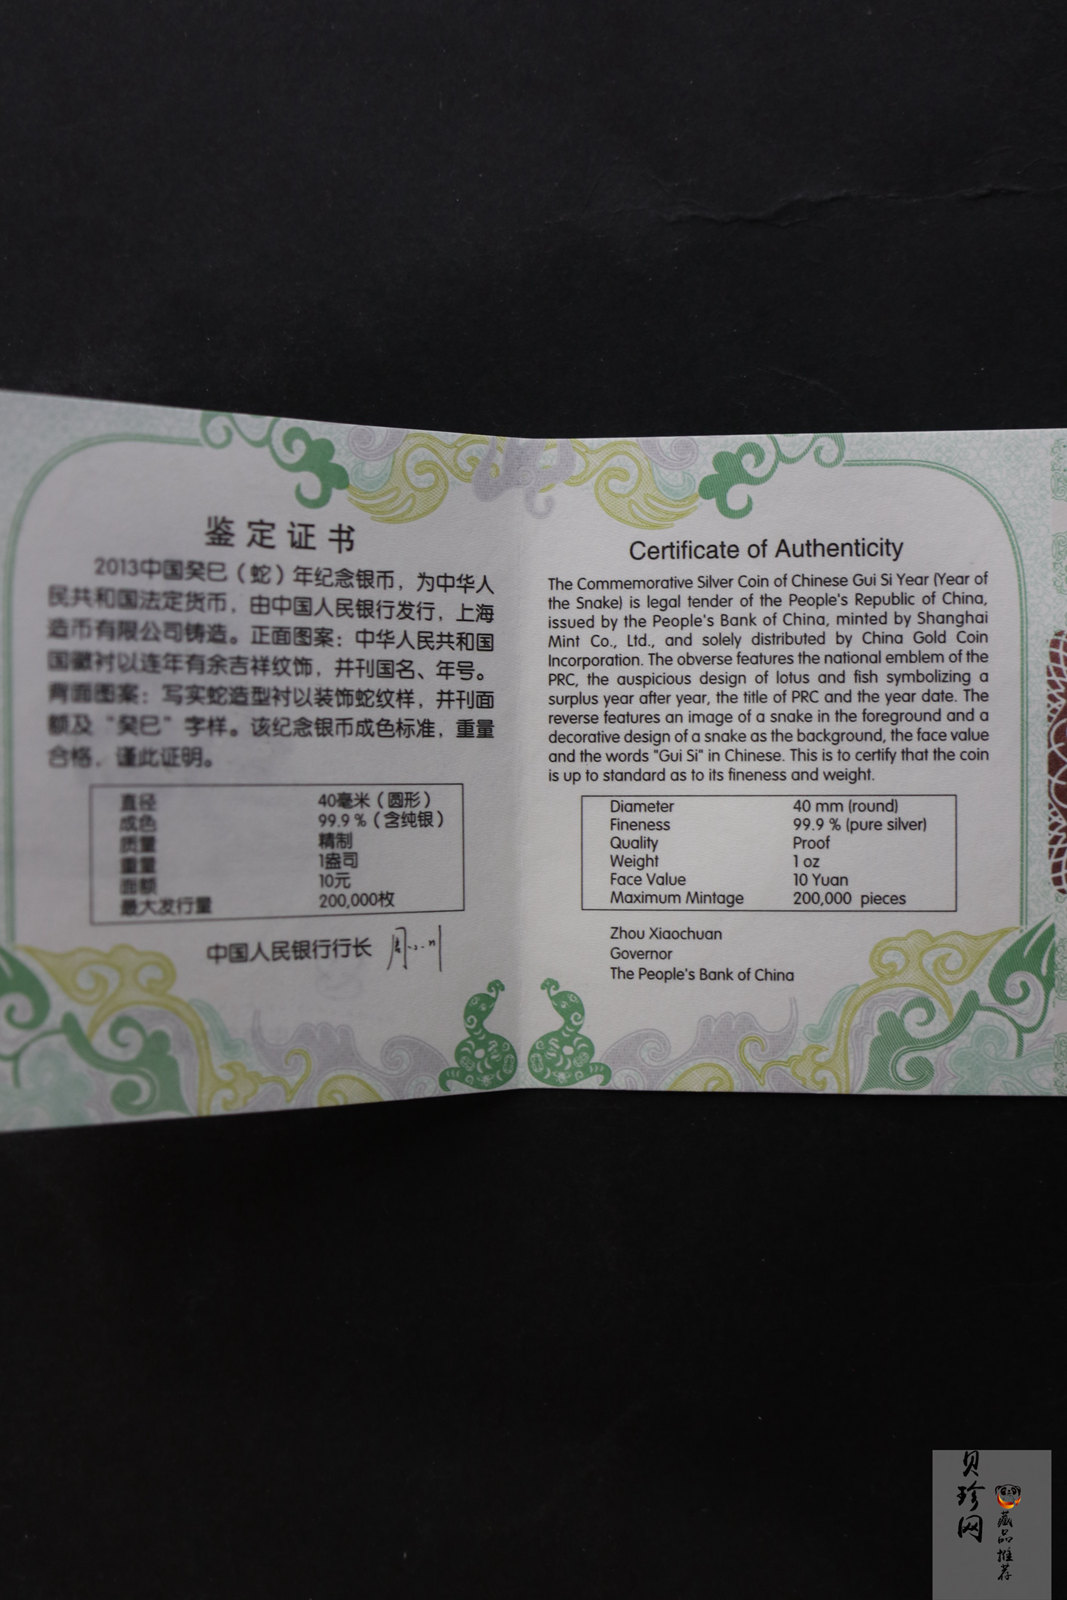 鉴定证书
2013中国癸巳（蛇）年纪念银币，为中华人
民共和国法定货币，由中国人民银行发行，上海
造币有限公司铸造。正面图案：中华人民共和国
国徽衬以连年有余吉祥纹饰，并刊国名、年号。
背面图案：写实蛇造型衬以装饰蛇纹样，并刊面
额及“癸巳”字样。该纪念银币成色标准，重量
合格，谨此证明。
直径 40毫米（圆形）
成色 99.9％（含纯银）
质量 精制
重量 1盎司
面额 10元
最大发行量 200,000枚
中国人民银行行长 周小川
Certificate of Authenticity
The Commemorative Silver Coin of Chinese Gui Si Year (Year of
the Snake) is legal tender of the People's Republic of China,
issued by the People's Bank of China, minted by Shanghai
Mint Co., Ltd., and solely distributed by China Gold Coin
Incorporation. The obverse features the national emblem of the
PRC, the auspicious design of lotus and fish symbolizing a
surplus year after year, the title of PRC and the year date. The
reverse features an image of a snake in the foreground and a
decorative design of a snake as the background, the face value
and the words "Gui Si" in Chinese. This is to certify that the coin
is up to standard as to its fineness and weight.
Diameter 40 mm (round)
Fineness 99.9 % (pure silver)
Quality Proof
Weight 1 oz
Face Value 10 Yuan
Maximum Mintage 200,000 pieces
Zhou Xiaochuan
Governor
The People's Bank of China
贝珍网
藏品推荐